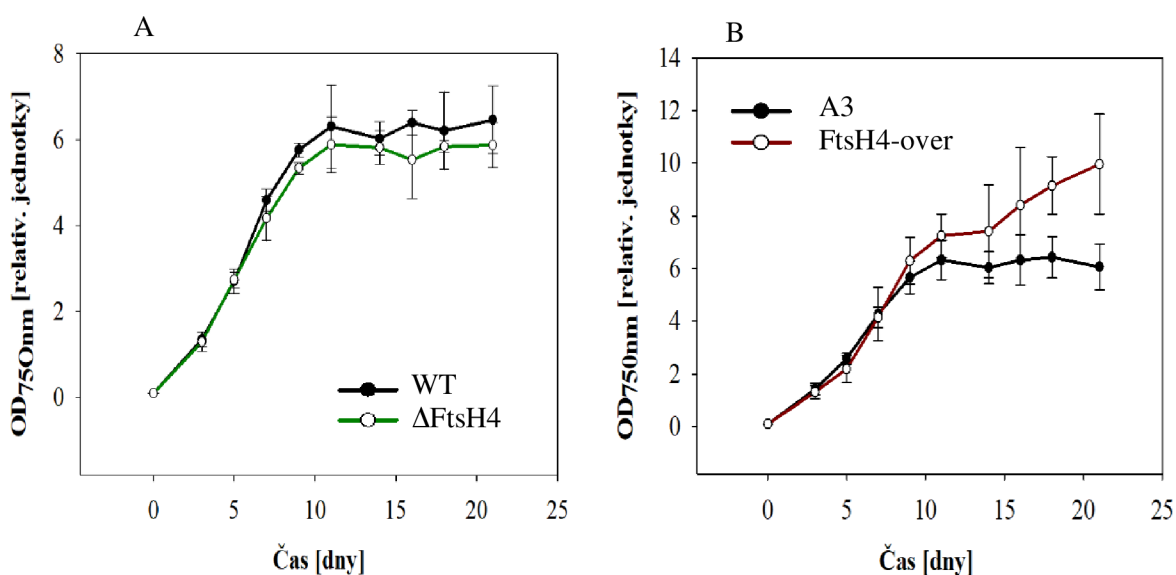 A
8
6
4
2
0
OD750nm [relativ. jednotky]
WT
ΔFtsH4
0 5 10 15 20 25
Čas [dny]
B
14
12
10
8
6
4
2
0
OD750nm [relativ. jednotky]
A3
FtsH4-over
0 5 10 15 20 25
Čas [dny]